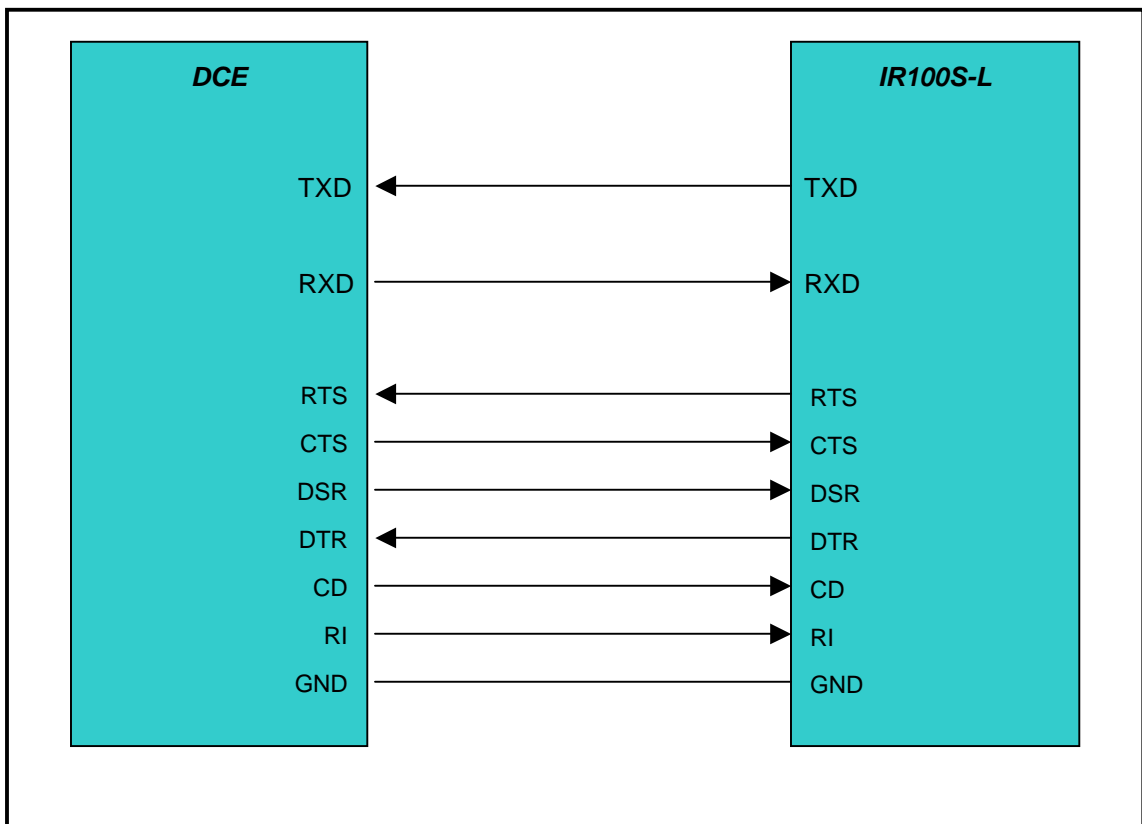 DCE IR100S-L
TXD TXD
RXD RXD
RTS RTS
CTS CTS
DSR DSR
DTR DTR
CD CD
RI RI
GND GND